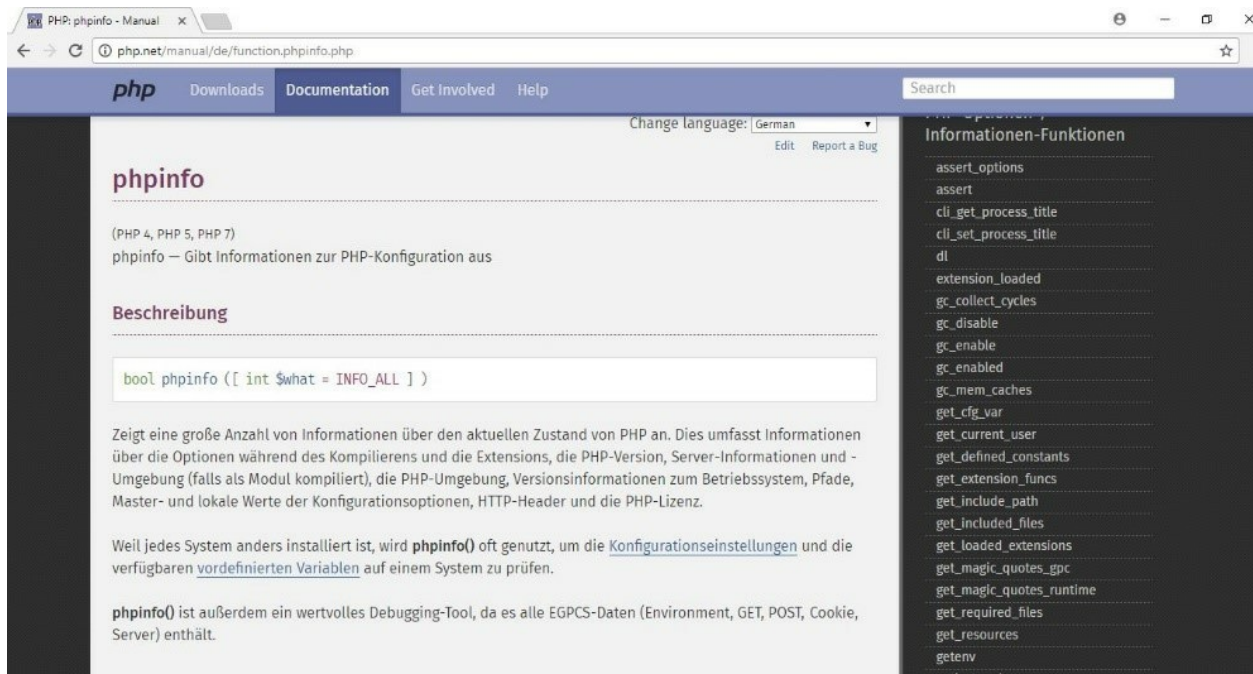 PHP: phpinfo - Manual
php.net/manual/de/function.phpinfo.php
php Downloads Documentation Get Involved Help Search
Change language: German
Edit Report a Bug
phpinfo
(PHP 4, PHP 5, PHP 7)
phpinfo — Gibt Informationen zur PHP-Konfiguration aus
Beschreibung
bool phpinfo ([ int $what = INFO_ALL ] )
Zeigt eine große Anzahl von Informationen über den aktuellen Zustand von PHP an. Dies umfasst Informationen
über die Optionen während des Kompilierens und die Extensions, die PHP-Version, Server-Informationen und -
Umgebung (falls als Modul kompiliert), die PHP-Umgebung, Versionsinformationen zum Betriebssystem, Pfade,
Master- und lokale Werte der Konfigurationsoptionen, HTTP-Header und die PHP-Lizenz.
Weil jedes System anders installiert ist, wird phpinfo() oft genutzt, um die Konfigurationseinstellungen und die
verfügbaren vordefinierten Variablen auf einem System zu prüfen.
phpinfo() ist außerdem ein wertvolles Debugging-Tool, da es alle EGPCS-Daten (Environment, GET, POST, Cookie,
Server) enthält.
Informationen-Funktionen
assert_options
assert
cli_get_process_title
cli_set_process_title
dl
extension_loaded
gc_collect_cycles
gc_disable
gc_enable
gc_enabled
gc_mem_caches
get_cfg_var
get_current_user
get_defined_constants
get_extension_funcs
get_include_path
get_included_files
get_loaded_extensions
get_magic_quotes_gpc
get_magic_quotes_runtime
get_required_files
get_resources
getenv